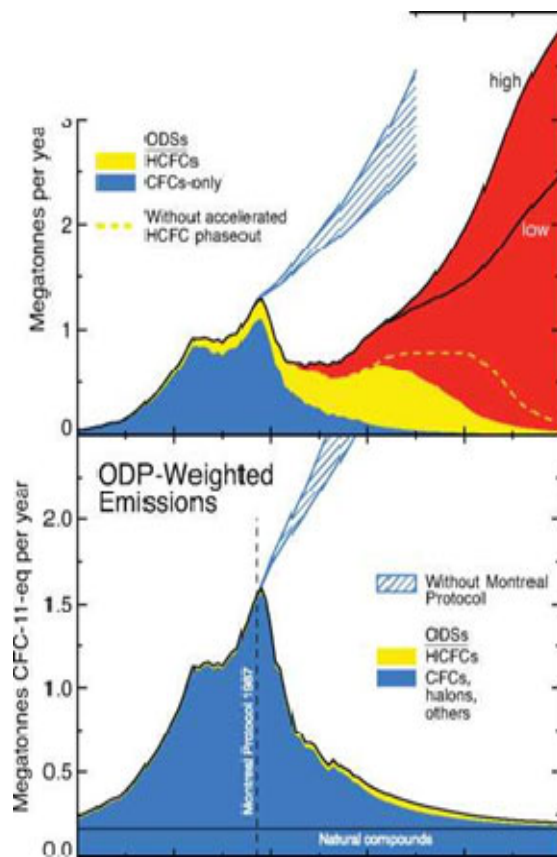 high
3
ODSs
HCFCs
CFCs-only
2
Without accelerated
HCFC phaseout
low
Megatonnes per yea
1
0
ODP-Weighted
Emissions
2.0
Without Montreal
Protocol
1.5
ODSs
HCFCs
CFCs,
halons,
others
Megatonnes CFC-11-eq per year
Montreal Protocol 1987
1.0
0.5
Natural compounds
0.0